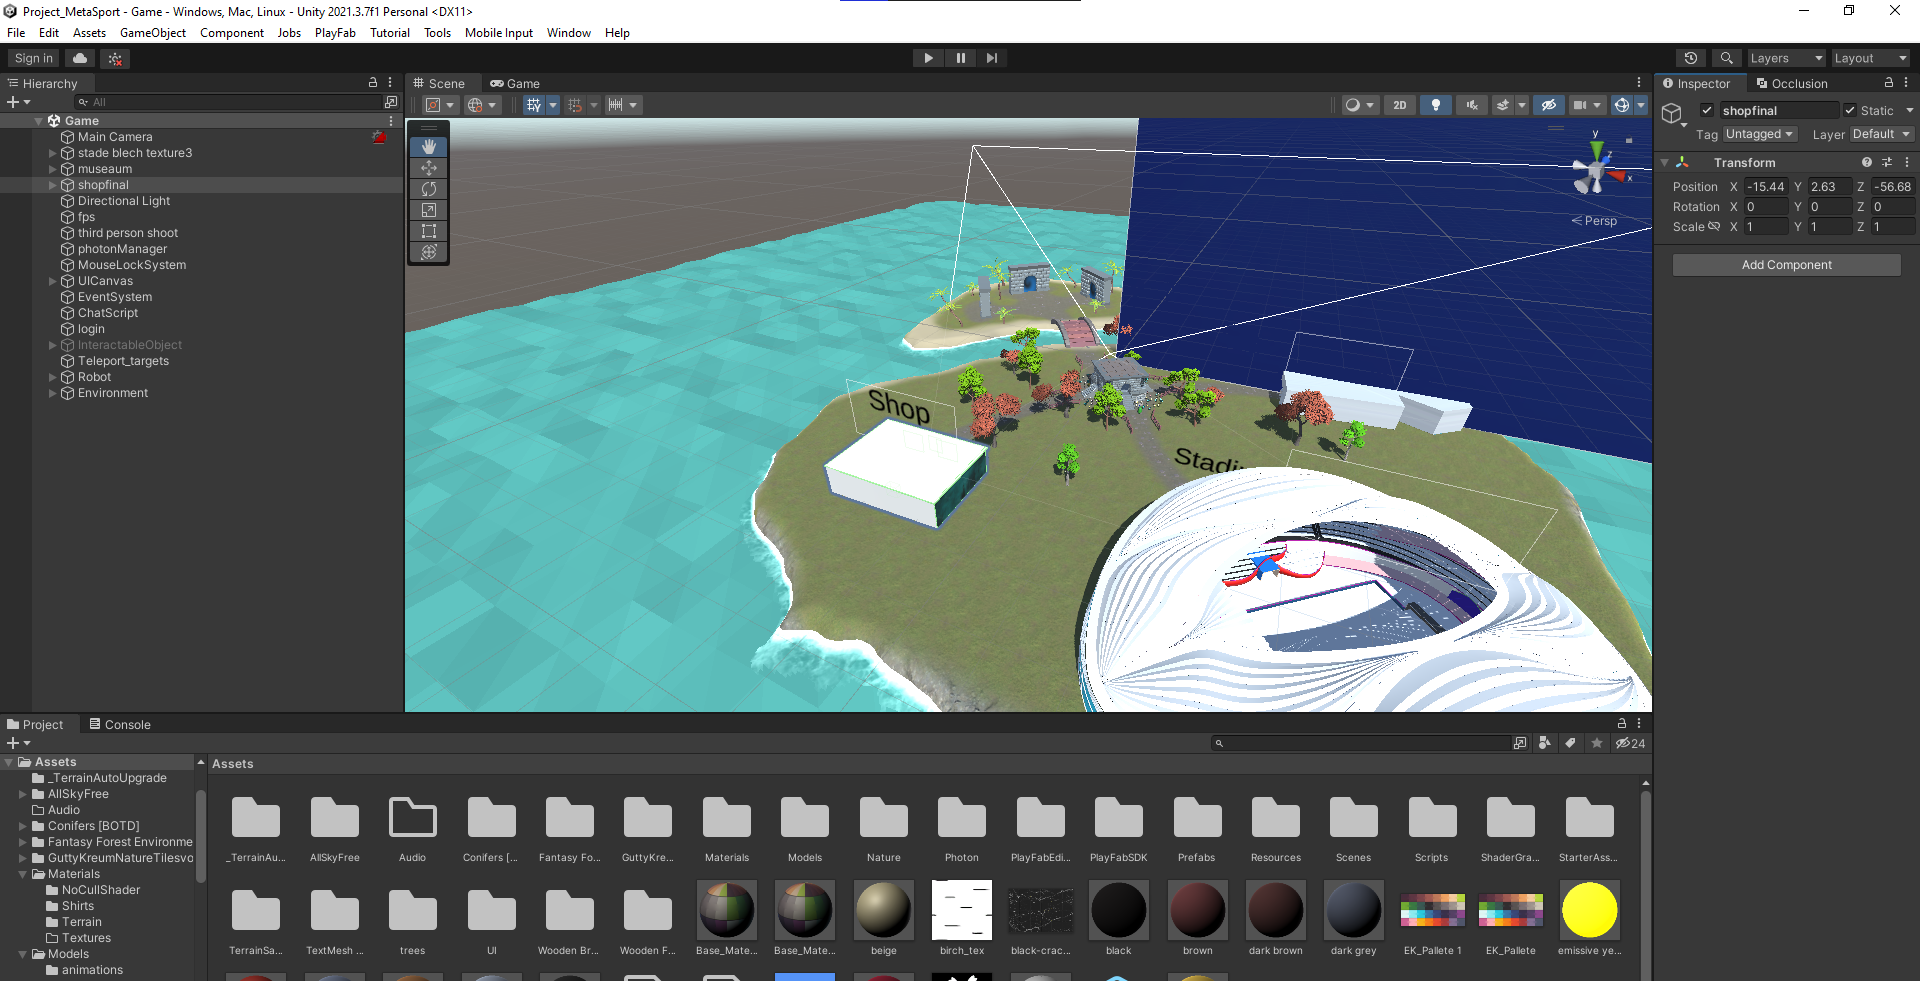 Project_MetaSport - Game - Windows, Mac, Linux - Unity 2021.3.7f1 Personal <DX11>
File Edit Assets GameObject Component Jobs PlayFab Tutorial Tools Mobile Input Window Help
Sign in
Layers
Layout
Hierarchy
All
Game
Main Camera
stade blech texture3
museaum
shopfinal
Directional Light
fps
third person shoot
photonManager
MouseLockSystem
UICanvas
EventSystem
ChatScript
login
InteractableObject
Teleport_targets
Robot
Environment
Scene Game
2D
y
z
x
Persp
Shop
Inspector Occlusion
shopfinal Static
Tag Untagged Layer Default
Transform
Position X -15.44 Y 2.63 Z -56.68
Rotation X 0 Y 0 Z 0
Scale X 1 Y 1 Z 1
Add Component
Project Console
24
Assets
_TerrainAutoUpgrade
AllSkyFree
Audio
Conifers [BOTD]
Fantasy Forest Environme
GuttyKreumNatureTilesvo
Materials
NoCullShader
Shirts
Terrain
Textures
Models
animations
Assets
_TerrainAu... AllSkyFree Audio Conifers [... Fantasy Fo... GuttyKre... Materials Models Nature Photon PlayFabEdi... PlayFabSDK Prefabs Resources Scenes Scripts ShaderGra... StarterAss...
TerrainSa... TextMesh ... trees UI Wooden Br... Wooden F... Base_Mate... Base_Mate... beige birch_tex black-crac... black brown dark brown dark grey EK_Pallete 1 EK_Pallete emissive ye...